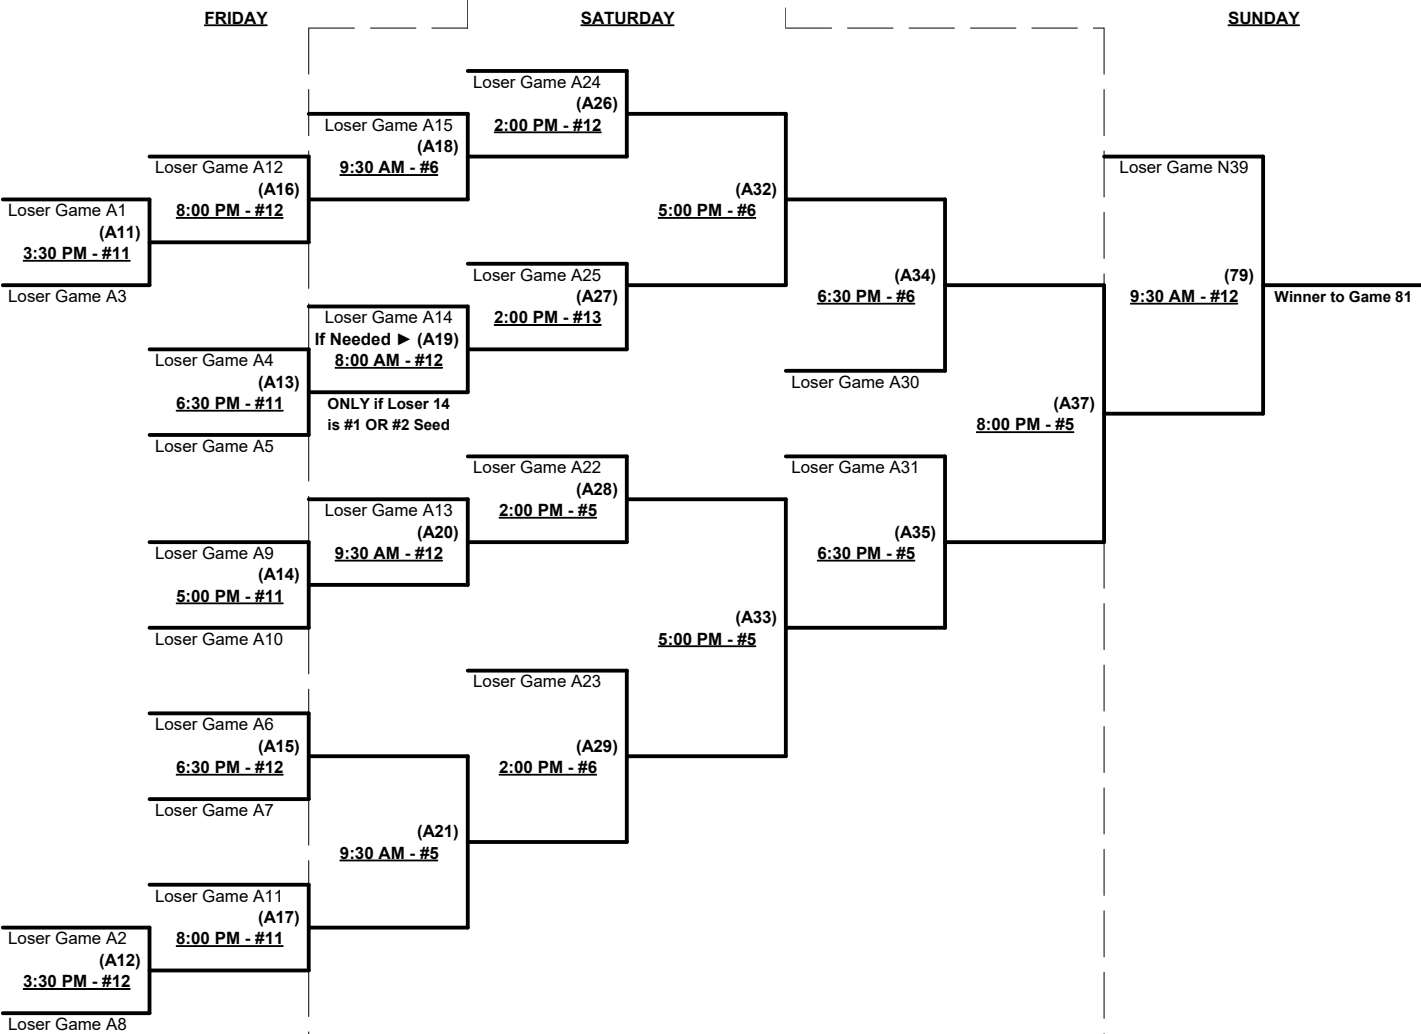 FRIDAY
SATURDAY
SUNDAY
Loser Game A1
(A11)
3:30 PM - #11
Loser Game A3
Loser Game A2
(A12)
3:30 PM - #12
Loser Game A8
Loser Game A12
(A16)
8:00 PM - #12
Loser Game A4
(A13)
6:30 PM - #11
Loser Game A5
Loser Game A9
(A14)
5:00 PM - #11
Loser Game A10
Loser Game A6
(A15)
6:30 PM - #12
Loser Game A7
Loser Game A11
(A17)
8:00 PM - #11
Loser Game A15
(A18)
9:30 AM - #6
Loser Game A14
If Needed ► (A19)
8:00 AM - #12
ONLY if Loser 14
is #1 OR #2 Seed
Loser Game A13
(A20)
9:30 AM - #12
(A21)
9:30 AM - #5
Loser Game A24
(A26)
2:00 PM - #12
Loser Game A25
(A27)
2:00 PM - #13
Loser Game A22
(A28)
2:00 PM - #5
Loser Game A23
(A29)
2:00 PM - #6
(A32)
5:00 PM - #6
(A33)
5:00 PM - #5
(A34)
6:30 PM - #6
Loser Game A30
Loser Game A31
(A35)
6:30 PM - #5
(A37)
8:00 PM - #5
Loser Game N39
(79)
9:30 AM - #12
Winner to Game 81